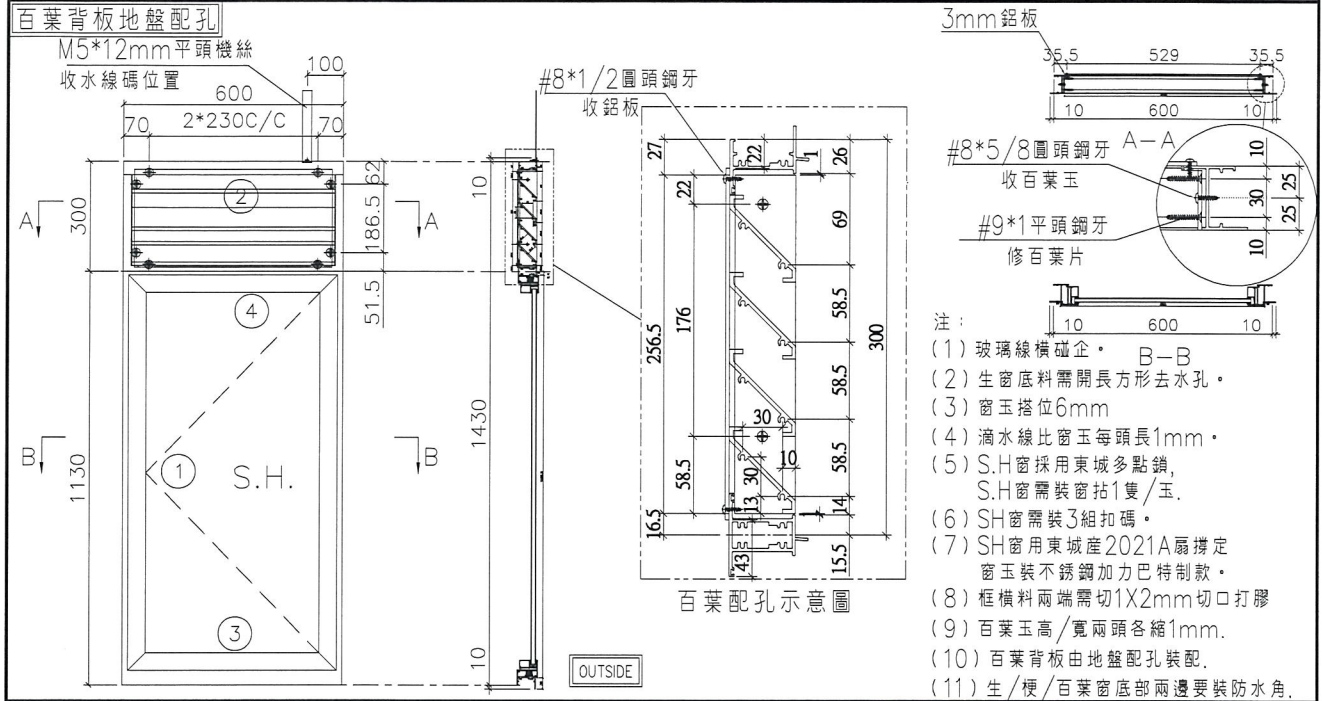 百葉背板地盤配孔
M5*12mm平頭機絲
收水線碼位置
100
600
2*230C/C
70
70
62
186.5
51.5
300
1130
A
A
B
B
2
4
1
3
S.H.
10
1430
10
OUTSIDE
#8*1/2圓頭鋼牙
收鋁板
27
22
22
1
26
69
58.5
58.5
58.5
14
15.5
300
256.5
176
58.5
16.5
30
10
30
13
43
百葉配孔示意圖
3mm鋁板
35.5
529
35.5
10
600
10
A-A
#8*5/8圓頭鋼牙
收百葉玉
#9*1平頭鋼牙
修百葉片
10
30
10
25
25
10
600
10
B-B
注：
(1)玻璃線橫碰企。
(2)生窗底料需開長方形去水孔。
(3)窗玉搭位6mm
(4)滴水線比窗玉每頭長1mm。
(5)S.H窗採用東城多點鎖,
S.H窗需裝窗拈1隻/玉.
(6)SH窗需裝3組扣碼。
(7)SH窗用東城産2021A扇撐定
窗玉裝不銹鋼加力巴特制款。
(8)框橫料兩端需切1X2mm切口打膠
(9)百葉玉高/寬兩頭各縮1mm.
(10)百葉背板由地盤配孔裝配.
(11)生/梗/百葉窗底部兩邊要裝防水角.